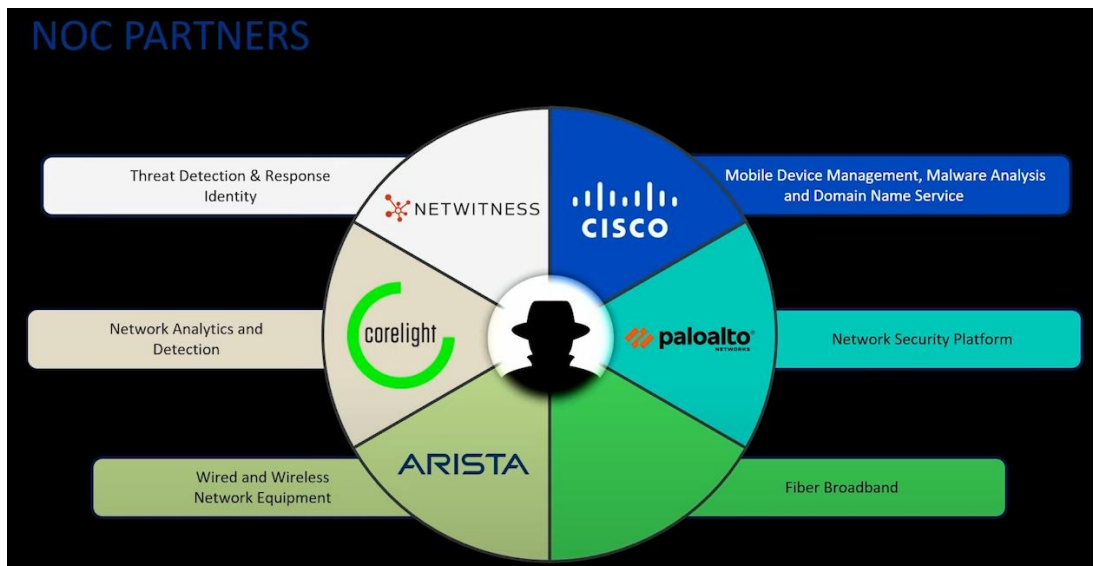 NOC PARTNERS
Threat Detection & Response
Identity
NETWITNESS
CISCO
Mobile Device Management, Malware Analysis
and Domain Name Service
Network Analytics and
Detection
corelight
paloalto®
NETWORKS
Network Security Platform
Wired and Wireless
Network Equipment
ARISTA
Fiber Broadband